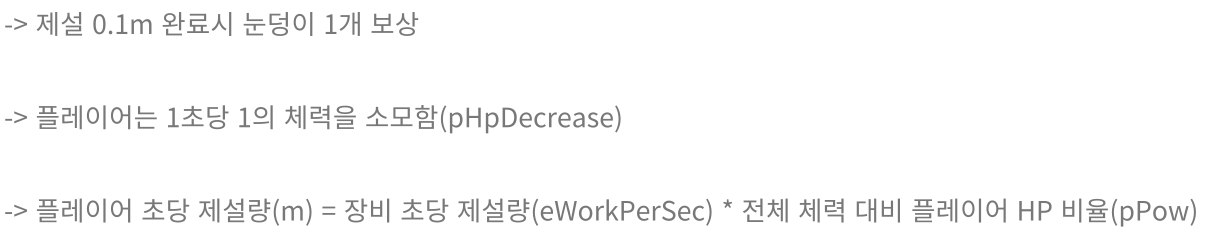 -> 제설 0.1m 완료시 눈덩이 1개 보상
-> 플레이어는 1초당 1의 체력을 소모함(pHpDecrease)
-> 플레이어 초당 제설량(m) = 장비 초당 제설량(eWorkPerSec) * 전체 체력 대비 플레이어 HP 비율(pPow)